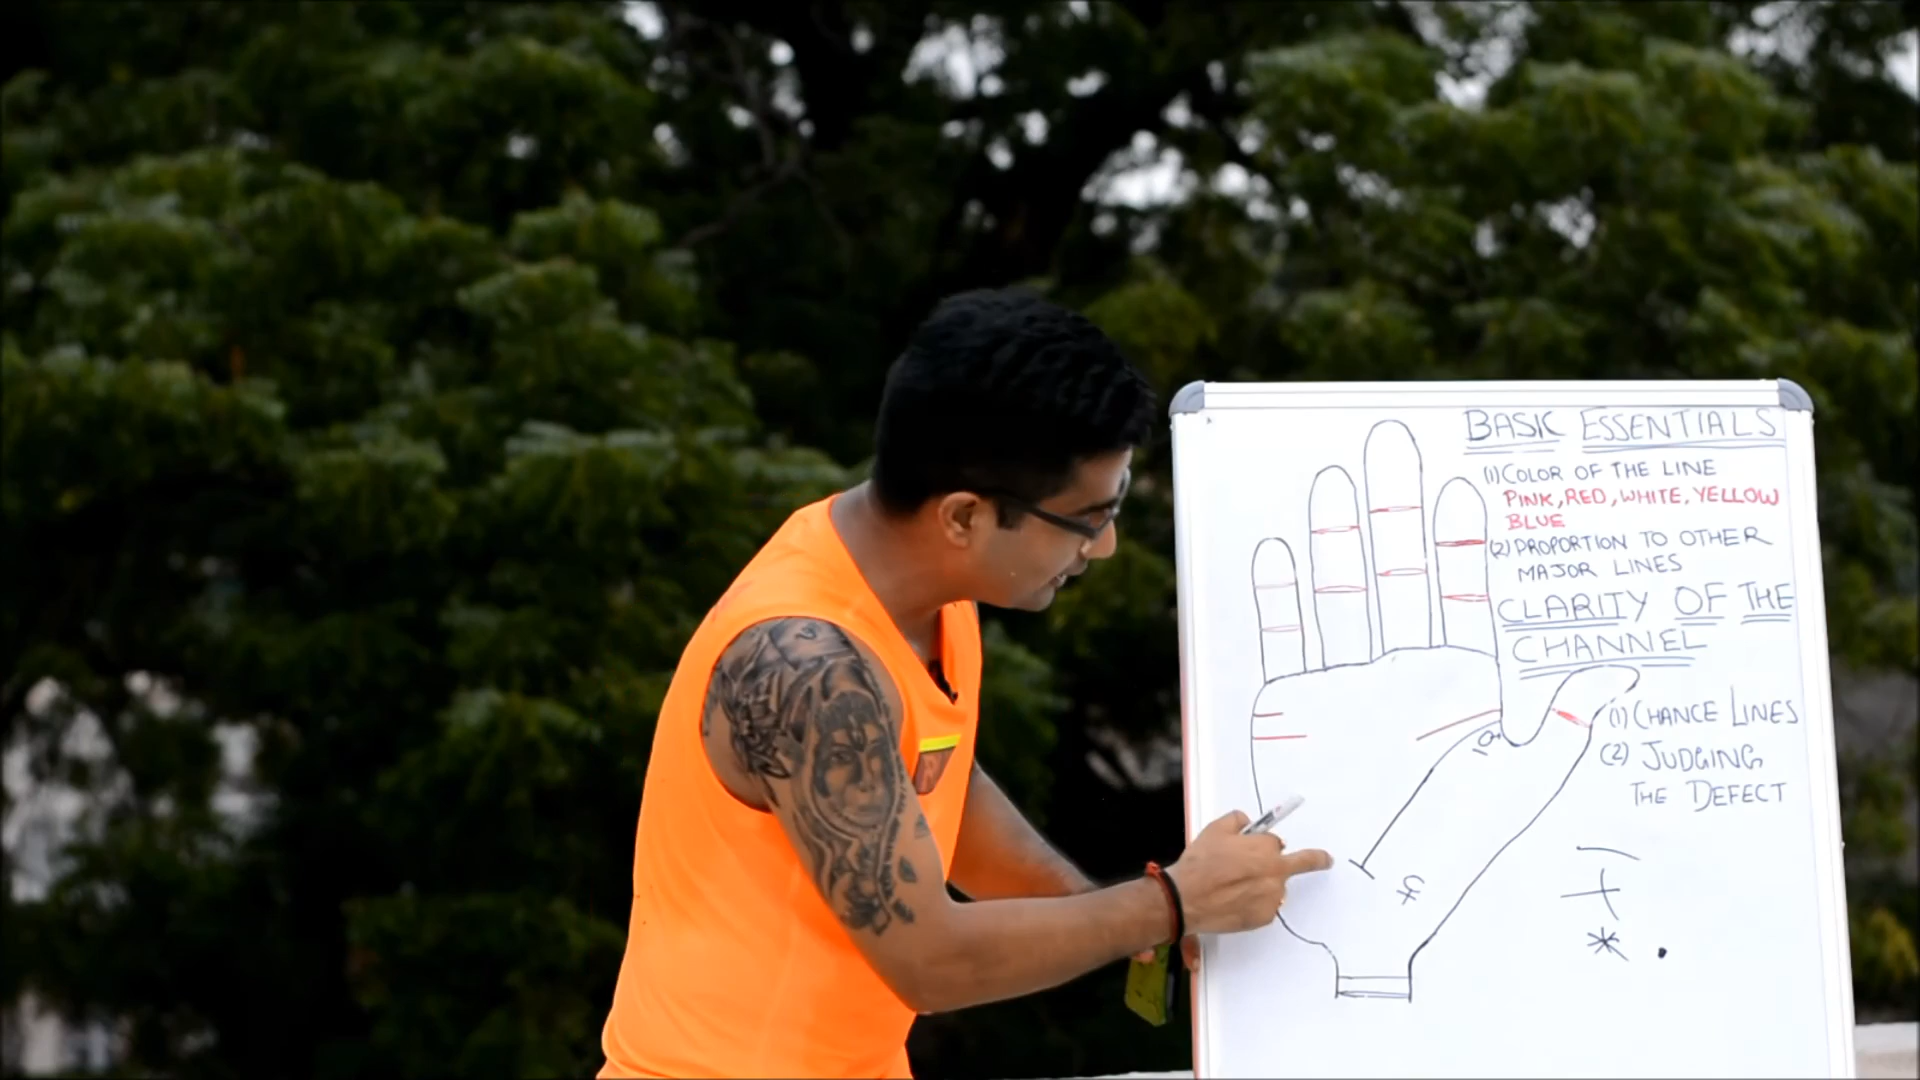 BASIC ESSENTIALS
(1) COLOR OF THE LINE
PINK, RED, WHITE, YELLOW
BLUE
(2) PROPORTION TO OTHER
MAJOR LINES
CLARITY OF THE
CHANNEL
(1) CHANCE LINES
(2) JUDGING
THE DEFECT